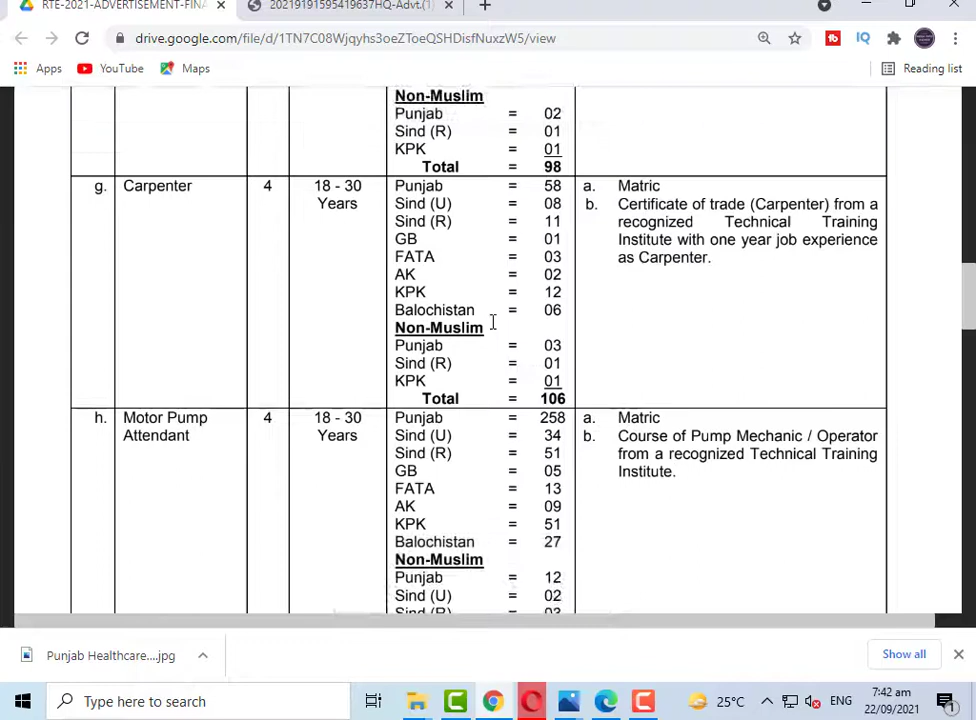 RTE-2021-ADVERTISEMENT-FINA
20219191595419637HQ-Advt.(1)
drive.google.com/file/d/1TN7C08Wjqyhs3oeZToeQSHDisfNuxzW5/view
Apps YouTube Maps Reading list
Non-Muslim
Punjab = 02
Sind (R) = 01
KPK = 01
Total = 98
g. Carpenter 4 18 - 30 Punjab = 58 a. Matric
Years Sind (U) = 08 b. Certificate of trade (Carpenter) from a
Sind (R) = 11 recognized Technical Training
GB = 01 Institute with one year job experience
FATA = 03 as Carpenter.
AK = 02
KPK = 12
Balochistan = 06
Non-Muslim
Punjab = 03
Sind (R) = 01
KPK = 01
Total = 106
h. Motor Pump 4 18 - 30 Punjab = 258 a. Matric
Attendant Years Sind (U) = 34 b. Course of Pump Mechanic / Operator
Sind (R) = 51 from a recognized Technical Training
GB = 05 Institute.
FATA = 13
AK = 09
KPK = 51
Balochistan = 27
Non-Muslim
Punjab = 12
Sind (U) = 02
Sind (R) = 03
Punjab Healthcare....jpg Show all
Type here to search 25°C ENG 7:42 am
22/09/2021